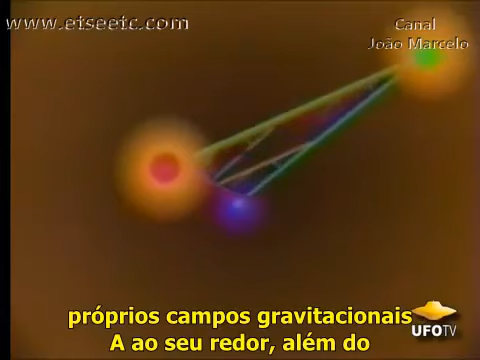 www.etseetc.com
Canal
João Marcelo
próprios campos gravitacionais
A ao seu redor, além do
UFOTV